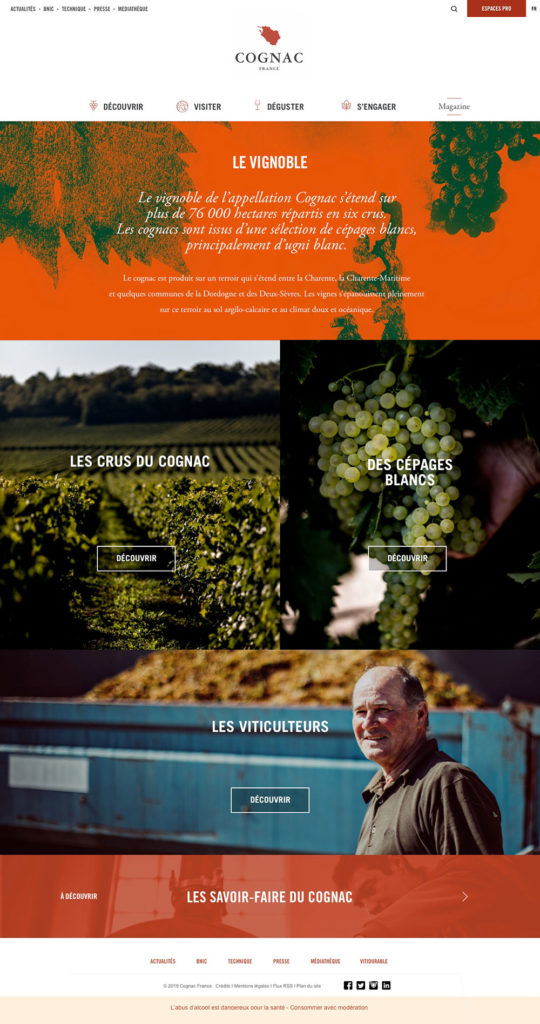 ACTUALITÉS • BNIC • TECHNIQUE • PRESSE • MEDIATHÈQUE
ESPACES PRO
FR
COGNAC
FRANCE
DÉCOUVRIR
VISITER
DÉGUSTER
S'ENGAGER
Magazine
LE VIGNOBLE
Le vignoble de l'appellation Cognac s'étend sur
plus de 76 000 hectares répartis en six crus.
Les cognacs sont issus d'une sélection de cépages blancs,
principalement d'ugni blanc.
Le cognac est produit sur un terroir qui s'étend entre la Charente, la Charente-Maritime
et quelques communes de la Dordogne et des Deux-Sèvres. Les vignes s'épanouissent pleinement
sur ce terroir au sol argilo-calcaire et au climat doux et océanique.
LES CRUS DU COGNAC
DÉCOUVRIR
DES CÉPAGES
BLANCS
DÉCOUVRIR
LES VITICULTEURS
DÉCOUVRIR
À DÉCOUVRIR
LES SAVOIR-FAIRE DU COGNAC
ACTUALITÉS
BNIC
TECHNIQUE
PRESSE
MÉDIATHÈQUE
VITIDURABLE
© 2019 Cognac France. Crédits | Mentions légales | Flux RSS | Plan du site
L'abus d'alcool est dangereux pour la santé - Consommer avec modération